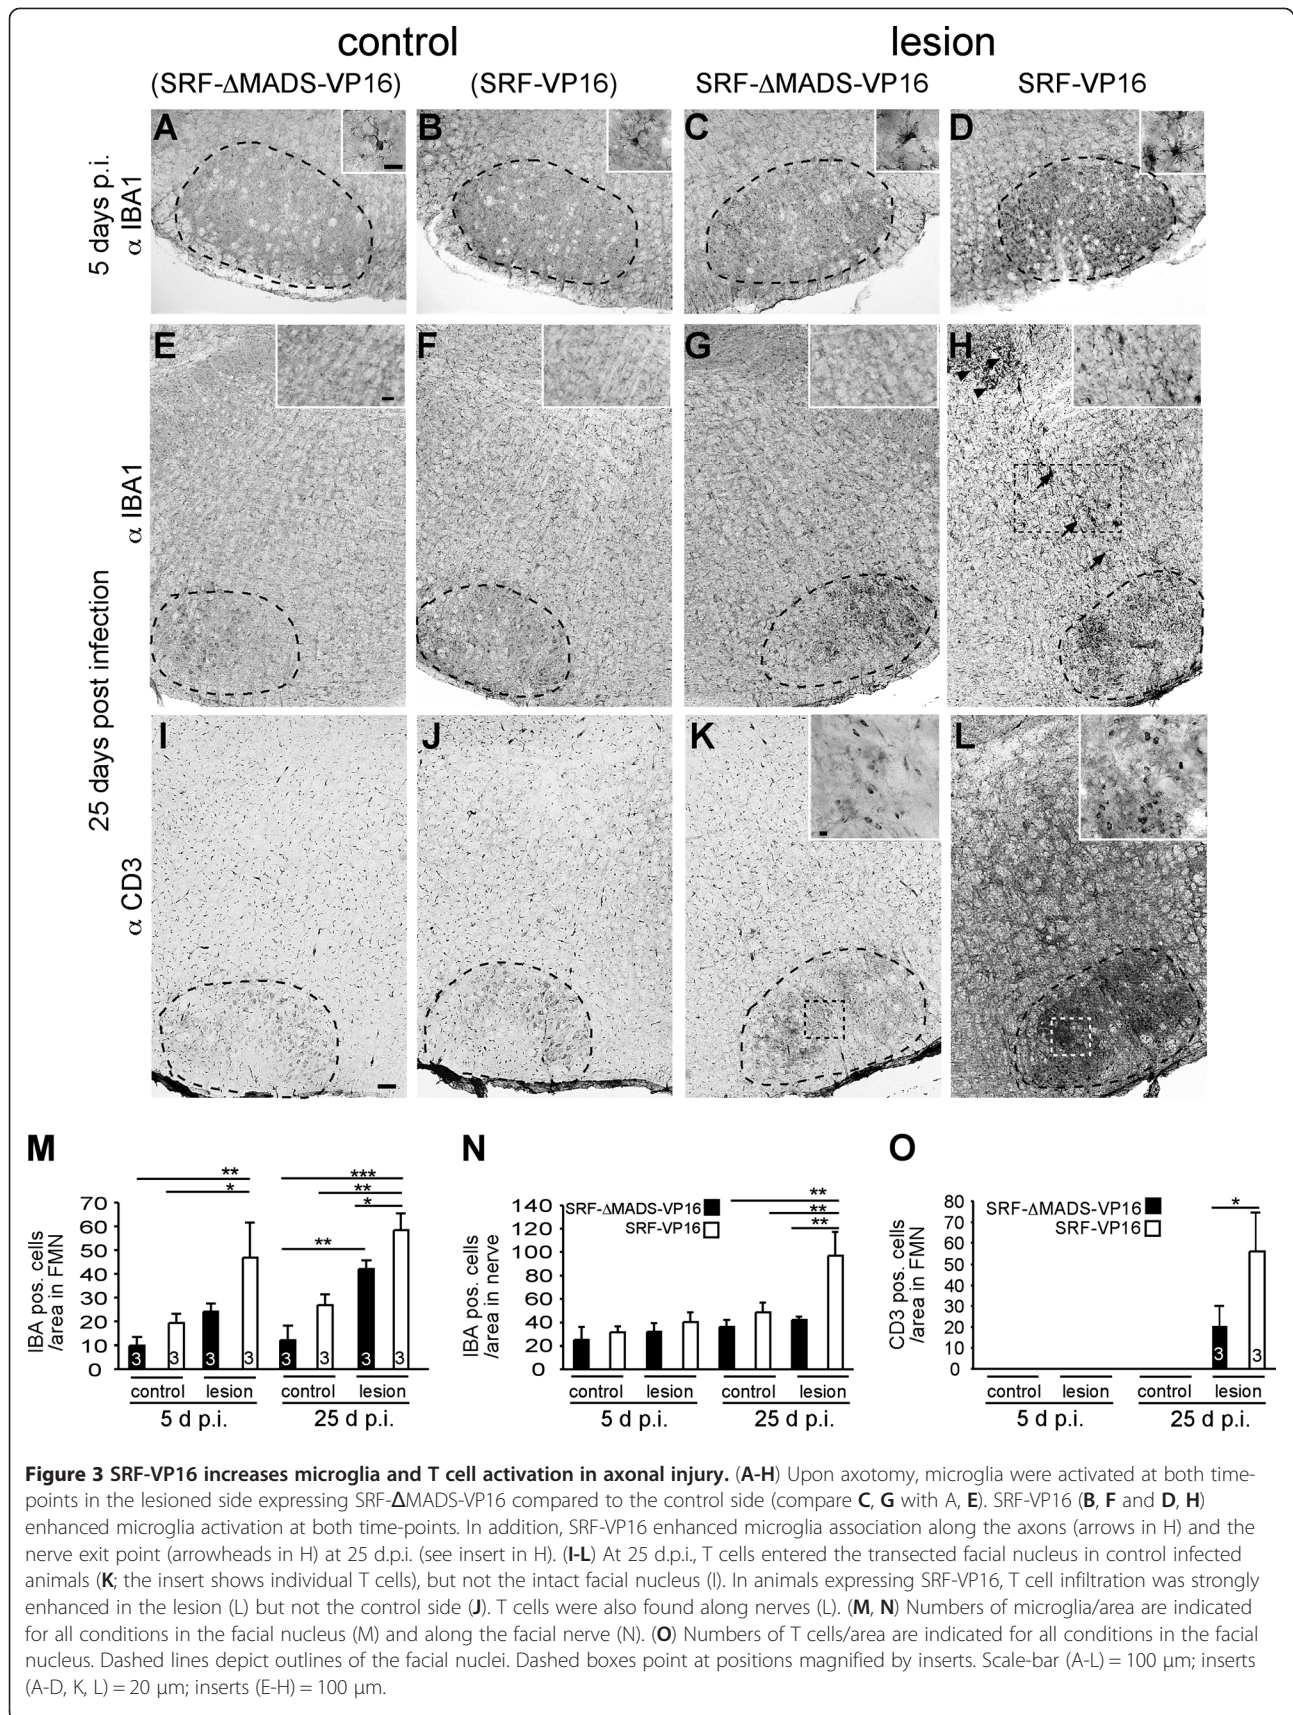 control
lesion
(SRF-ΔMADS-VP16)
(SRF-VP16)
SRF-ΔMADS-VP16
SRF-VP16
5 days p.i.
α IBA1
A
B
C
D
25 days post infection
α IBA1
E
F
G
H
α CD3
I
J
K
L
M
** 
*
***
**
*
**
IBA pos. cells
/area in FMN
70
60
50
40
30
20
10
0
3
3
3
3
3
3
3
3
control
lesion
control
lesion
5 d p.i.
25 d p.i.
N
**
**
**
SRF-ΔMADS-VP16
SRF-VP16
IBA pos. cells
/area in nerve
140
120
100
80
60
40
20
0
control
lesion
control
lesion
5 d p.i.
25 d p.i.
O
*
SRF-ΔMADS-VP16
SRF-VP16
CD3 pos. cells
/area in FMN
80
70
60
50
40
30
20
10
0
3
3
control
lesion
control
lesion
5 d p.i.
25 d p.i.
Figure 3 SRF-VP16 increases microglia and T cell activation in axonal injury. (A-H) Upon axotomy, microglia were activated at both time-
points in the lesioned side expressing SRF-ΔMADS-VP16 compared to the control side (compare C, G with A, E). SRF-VP16 (B, F and D, H)
enhanced microglia activation at both time-points. In addition, SRF-VP16 enhanced microglia association along the axons (arrows in H) and the
nerve exit point (arrowheads in H) at 25 d.p.i. (see insert in H). (I-L) At 25 d.p.i., T cells entered the transected facial nucleus in control infected
animals (K; the insert shows individual T cells), but not the intact facial nucleus (I). In animals expressing SRF-VP16, T cell infiltration was strongly
enhanced in the lesion (L) but not the control side (J). T cells were also found along nerves (L). (M, N) Numbers of microglia/area are indicated
for all conditions in the facial nucleus (M) and along the facial nerve (N). (O) Numbers of T cells/area are indicated for all conditions in the facial
nucleus. Dashed lines depict outlines of the facial nuclei. Dashed boxes point at positions magnified by inserts. Scale-bar (A-L) = 100 μm; inserts
(A-D, K, L) = 20 μm; inserts (E-H) = 100 μm.